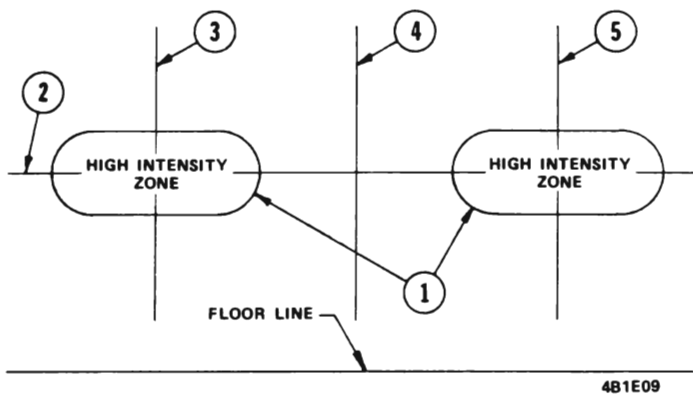 3
4
5
2
HIGH INTENSITY
ZONE
HIGH INTENSITY
ZONE
1
FLOOR LINE
4B1E09